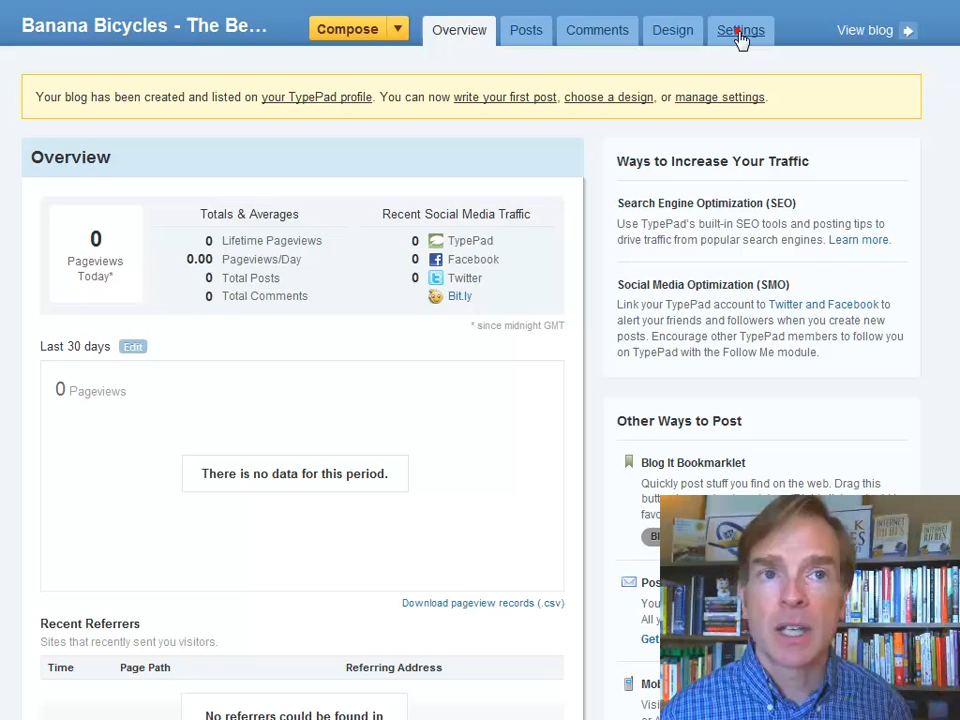 Banana Bicycles - The Be...
Compose
Overview
Posts
Comments
Design
Settings
View blog
Your blog has been created and listed on your TypePad profile. You can now write your first post, choose a design, or manage settings.
Overview
0
Pageviews
Today*
Totals & Averages
0 Lifetime Pageviews
0.00 Pageviews/Day
0 Total Posts
0 Total Comments
Recent Social Media Traffic
0 TypePad
0 Facebook
0 Twitter
Bit.ly
* since midnight GMT
Last 30 days Edit
0 Pageviews
There is no data for this period.
Download pageview records (.csv)
Recent Referrers
Sites that recently sent you visitors.
Time Page Path Referring Address
No referrers could be found in
Ways to Increase Your Traffic
Search Engine Optimization (SEO)
Use TypePad's built-in SEO tools and posting tips to
drive traffic from popular search engines. Learn more.
Social Media Optimization (SMO)
Link your TypePad account to Twitter and Facebook to
alert your friends and followers when you create new
posts. Encourage other TypePad members to follow you
on TypePad with the Follow Me module.
Other Ways to Post
Blog It Bookmarklet
Quickly post stuff you find on the web. Drag this
INTERNET
RICHES